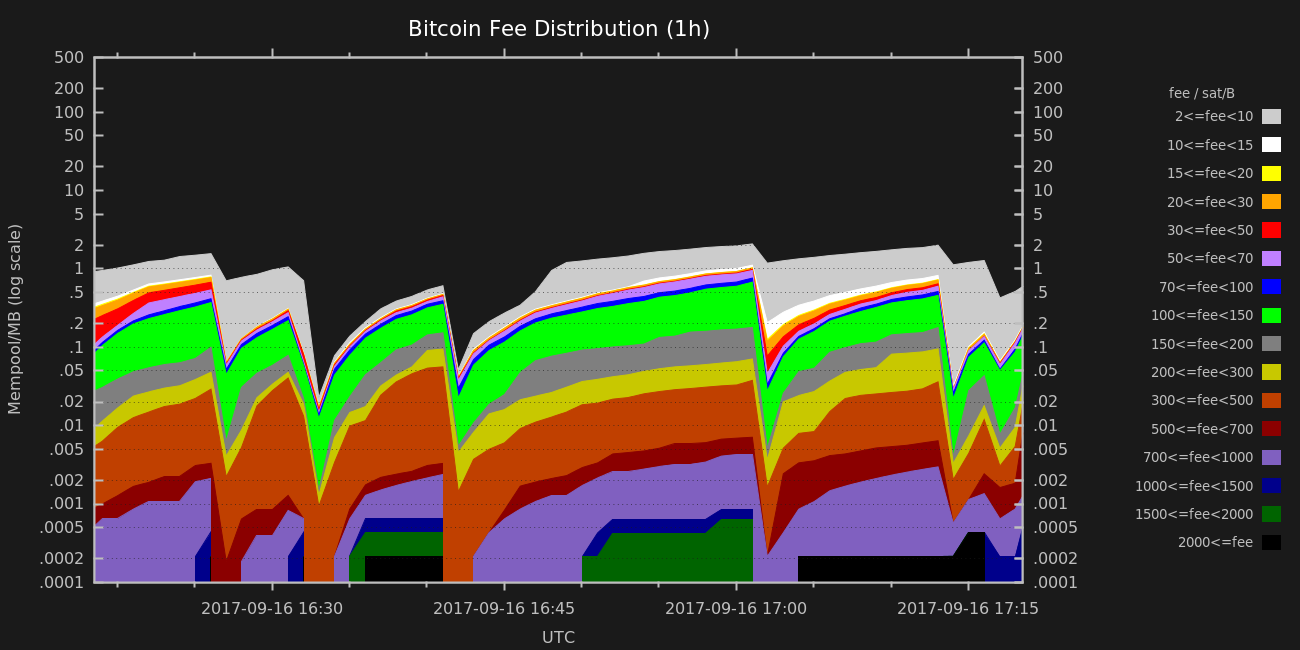 Bitcoin Fee Distribution (1h)
Mempool/MB (log scale)
500
200
100
50
20
10
5
2
1
.5
.2
.1
.05
.02
.01
.005
.002
.001
.0005
.0002
.0001
500
200
100
50
20
10
5
2
1
.5
.2
.1
.05
.02
.01
.005
.002
.001
.0005
.0002
.0001
2017-09-16 16:30
2017-09-16 16:45
2017-09-16 17:00
2017-09-16 17:15
UTC
fee / sat/B
2<=fee<10
10<=fee<15
15<=fee<20
20<=fee<30
30<=fee<50
50<=fee<70
70<=fee<100
100<=fee<150
150<=fee<200
200<=fee<300
300<=fee<500
500<=fee<700
700<=fee<1000
1000<=fee<1500
1500<=fee<2000
2000<=fee